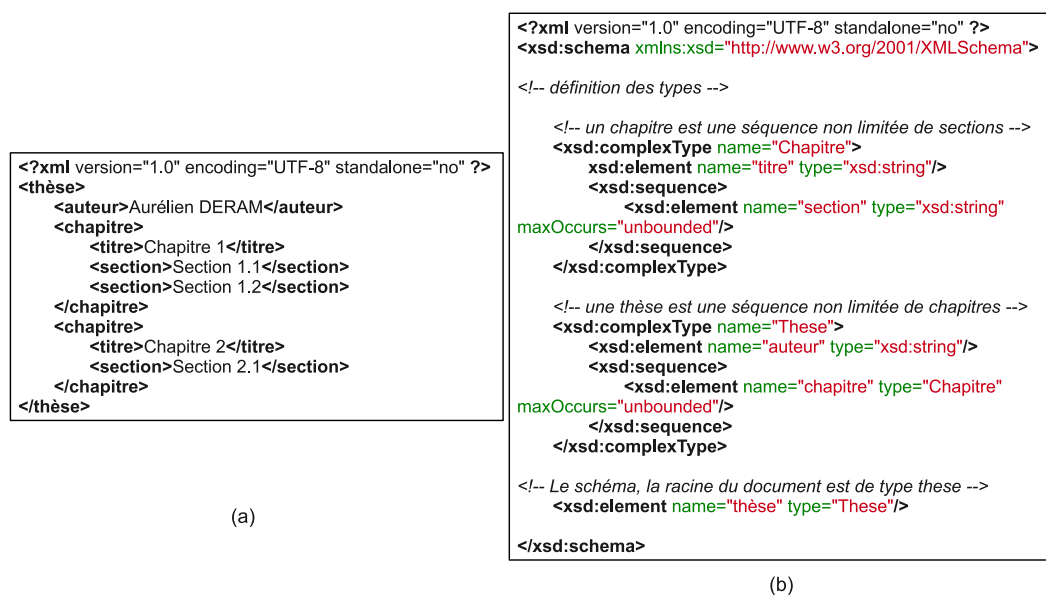 <?xml version="1.0" encoding="UTF-8" standalone="no" ?>
<thèse>
<auteur>Aurélien DERAM</auteur>
<chapitre>
<titre>Chapitre 1</titre>
<section>Section 1.1</section>
<section>Section 1.2</section>
</chapitre>
<chapitre>
<titre>Chapitre 2</titre>
<section>Section 2.1</section>
</chapitre>
</thèse>
(a)
<?xml version="1.0" encoding="UTF-8" standalone="no" ?>
<xsd:schema xmlns:xsd="http://www.w3.org/2001/XMLSchema">
<!-- définition des types -->
<!-- un chapitre est une séquence non limitée de sections -->
<xsd:complexType name="Chapitre">
xsd:element name="titre" type="xsd:string"/>
<xsd:sequence>
<xsd:element name="section" type="xsd:string"
maxOccurs="unbounded"/>
</xsd:sequence>
</xsd:complexType>
<!-- une thèse est une séquence non limitée de chapitres -->
<xsd:complexType name="These">
<xsd:element name="auteur" type="xsd:string"/>
<xsd:sequence>
<xsd:element name="chapitre" type="Chapitre"
maxOccurs="unbounded"/>
</xsd:sequence>
</xsd:complexType>
<!-- Le schéma, la racine du document est de type these -->
<xsd:element name="thèse" type="These"/>
</xsd:schema>
(b)